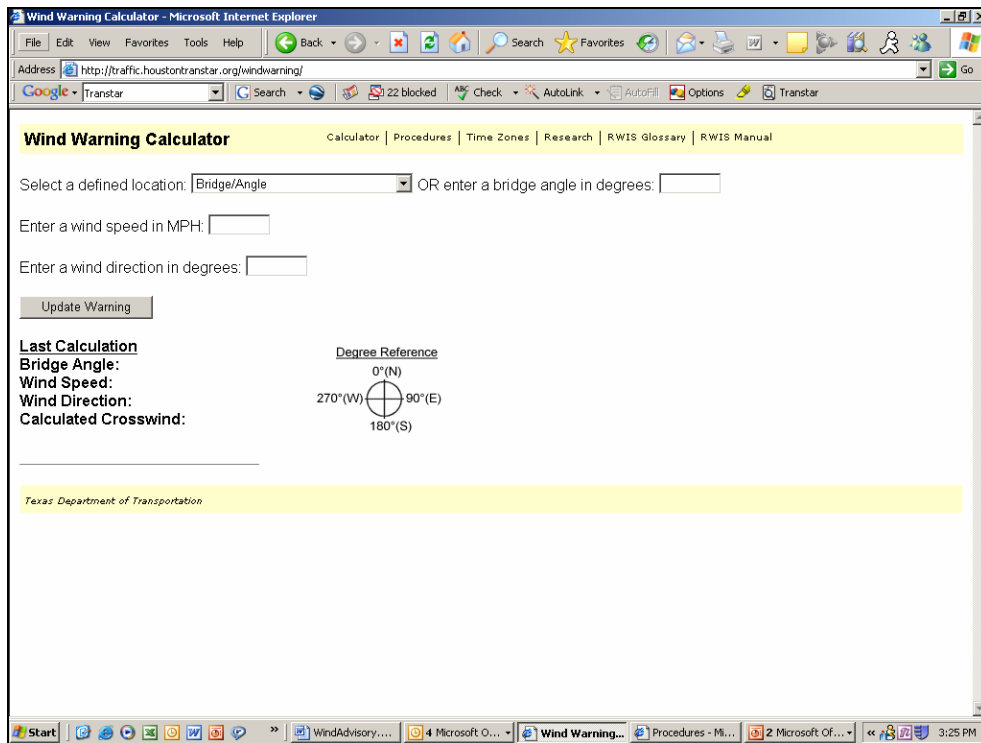 Wind Warning Calculator - Microsoft Internet Explorer
File Edit View Favorites Tools Help Back Search Favorites
Address http://traffic.houstontranstar.org/windwarning/ Go
Google Transtar Search 22 blocked Check AutoLink AutoFill Options Transtar
Wind Warning Calculator Calculator | Procedures | Time Zones | Research | RWIS Glossary | RWIS Manual
Select a defined location: Bridge/Angle OR enter a bridge angle in degrees:
Enter a wind speed in MPH:
Enter a wind direction in degrees:
Update Warning
Last Calculation
Bridge Angle:
Wind Speed:
Wind Direction:
Calculated Crosswind:
Degree Reference
0°(N)
270°(W) 90°(E)
180°(S)
Texas Department of Transportation
Start » WindAdvisory.... 4 Microsoft O... Wind Warning... Procedures - Mi... 2 Microsoft Of... « 3:25 PM